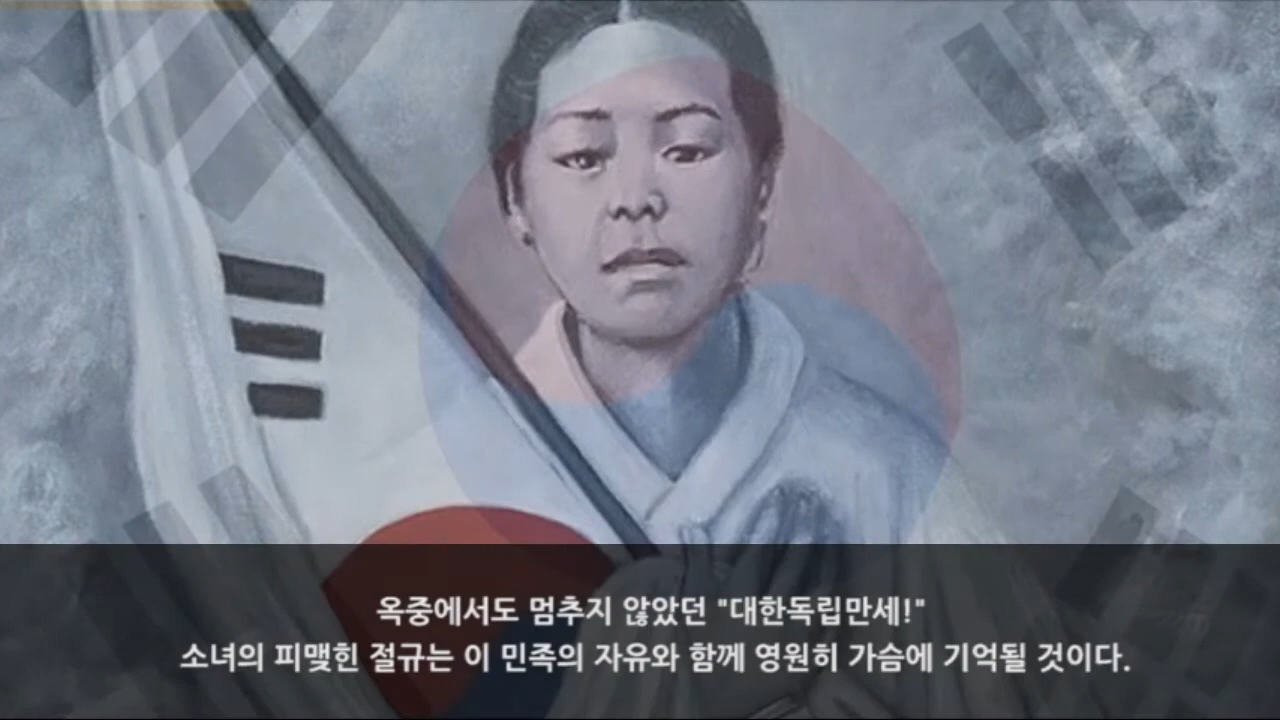 옥중에서도 멈추지 않았던 "대한독립만세!"
소녀의 피맺힌 절규는 이 민족의 자유와 함께 영원히 가슴에 기억될 것이다.